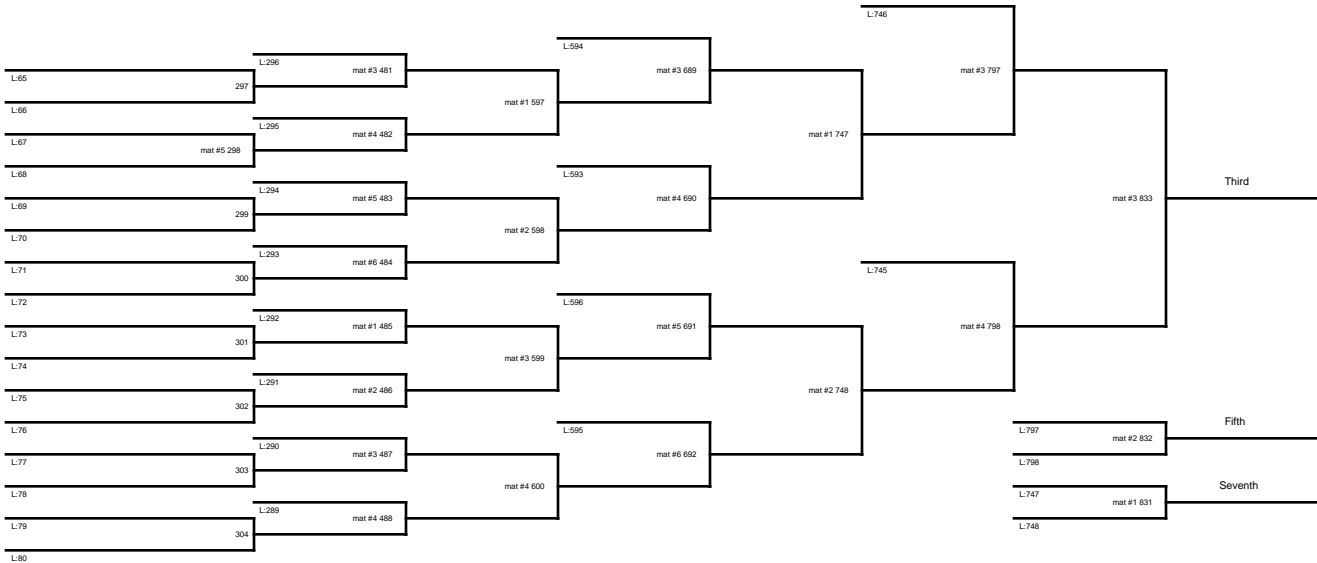 L:746
L:594
L:296
mat #3 481
mat #3 689
mat #3 797
L:65
297
mat #1 597
L:66
L:295
mat #4 482
mat #1 747
L:67
mat #5 298
L:68
L:593
L:294
mat #5 483
mat #4 690
Third
mat #3 833
L:69
299
mat #2 598
L:70
L:293
mat #6 484
L:745
L:71
300
L:72
L:596
L:292
mat #1 485
mat #5 691
mat #4 798
L:73
301
mat #3 599
L:74
L:291
mat #2 486
mat #2 748
L:75
302
L:76
L:595
Fifth
L:797
mat #2 832
L:290
mat #3 487
mat #6 692
L:77
303
L:798
mat #4 600
Seventh
L:78
L:747
mat #1 831
L:289
mat #4 488
L:79
L:748
304
L:80